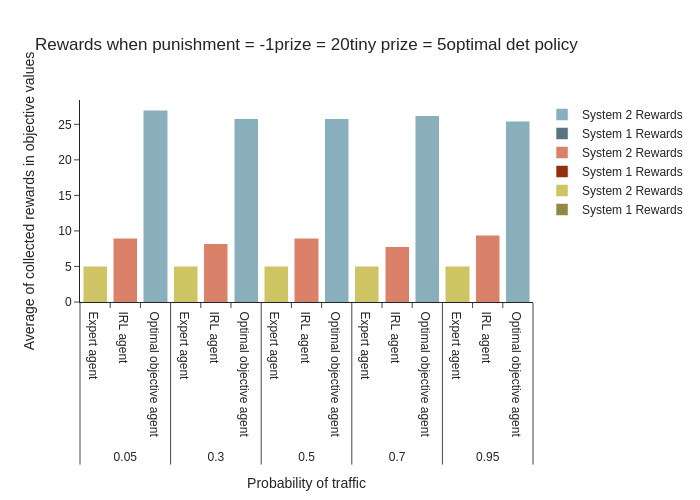 Rewards when punishment = -1prize = 20tiny prize = 5optimal det policy
Average of collected rewards in objective values
25
20
15
10
5
0
System 2 Rewards
System 1 Rewards
System 2 Rewards
System 1 Rewards
System 2 Rewards
System 1 Rewards
Expert agent
IRL agent
Optimal objective agent
Expert agent
IRL agent
Optimal objective agent
Expert agent
IRL agent
Optimal objective agent
Expert agent
IRL agent
Optimal objective agent
Expert agent
IRL agent
Optimal objective agent
0.05
0.3
0.5
0.7
0.95
Probability of traffic